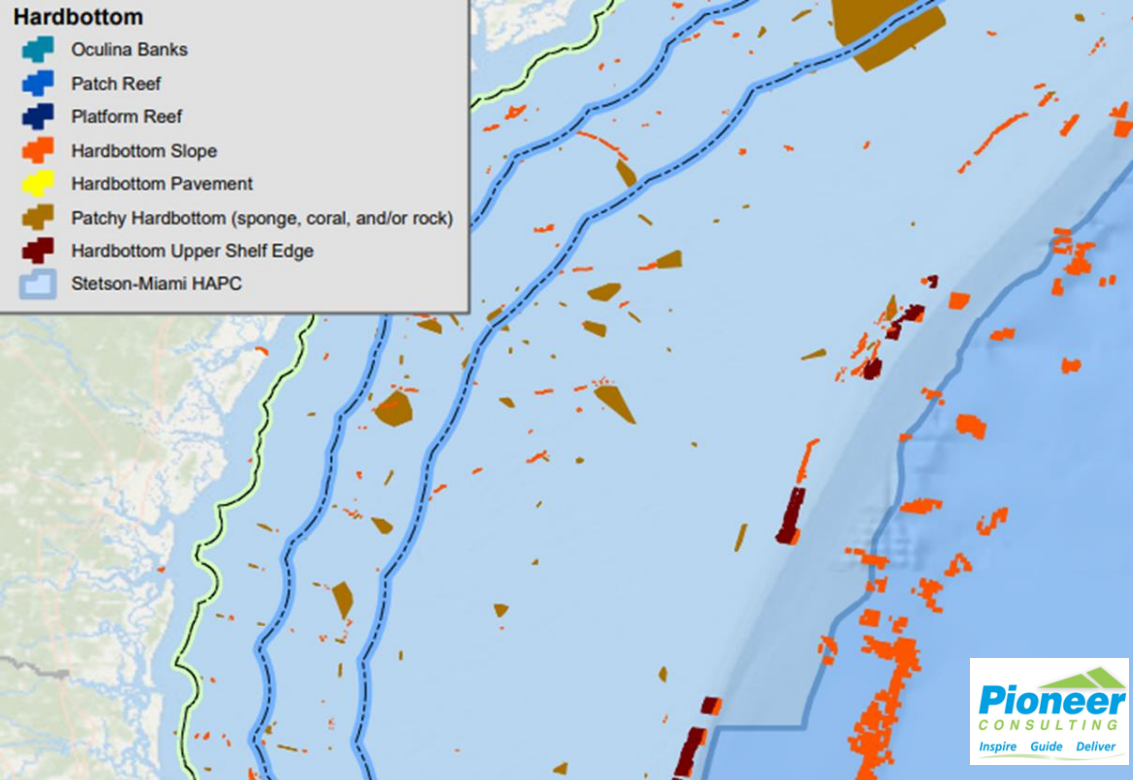 Hardbottom
Oculina Banks
Patch Reef
Platform Reef
Hardbottom Slope
Hardbottom Pavement
Patchy Hardbottom (sponge, coral, and/or rock)
Hardbottom Upper Shelf Edge
Stetson-Miami HAPC
Pioneer
CONSULTING
Inspire Guide Deliver